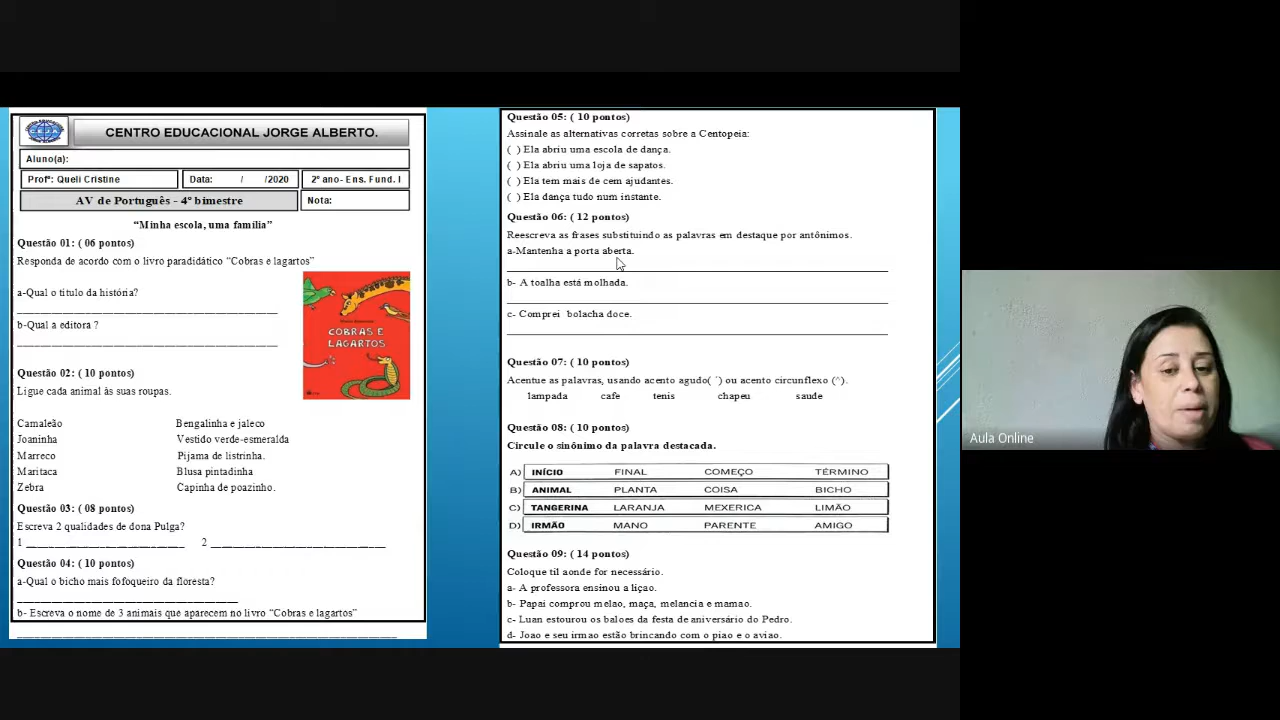 CENTRO EDUCACIONAL JORGE ALBERTO.
Aluno(a):
Profª: Queli Cristine
Data: / /2020
2º ano- Ens. Fund. I
AV de Português - 4º bimestre
Nota:
“Minha escola, uma família”
Questão 01: ( 06 pontos)
Responda de acordo com o livro paradidático “Cobras e lagartos”
a-Qual o título da história?
b-Qual a editora ?
COBRAS E
LAGARTOS
Questão 02: ( 10 pontos)
Ligue cada animal às suas roupas.
Camaleão Bengalinha e jaleco
Joaninha Vestido verde-esmeralda
Marreco Pijama de listrinha.
Maritaca Blusa pintadinha
Zebra Capinha de poazinho.
Questão 03: ( 08 pontos)
Escreva 2 qualidades de dona Pulga?
1 ____________________________ 2 ________________________________
Questão 04: ( 10 pontos)
a-Qual o bicho mais fofoqueiro da floresta?
b- Escreva o nome de 3 animais que aparecem no livro “Cobras e lagartos”
Questão 05: ( 10 pontos)
Assinale as alternativas corretas sobre a Centopeia:
( ) Ela abriu uma escola de dança.
( ) Ela abriu uma loja de sapatos.
( ) Ela tem mais de cem ajudantes.
( ) Ela dança tudo num instante.
Questão 06: ( 12 pontos)
Reescreva as frases substituindo as palavras em destaque por antônimos.
a-Mantenha a porta aberta.
b- A toalha está molhada.
c- Comprei bolacha doce.
Questão 07: ( 10 pontos)
Acentue as palavras, usando acento agudo( ´) ou acento circunflexo (^).
lampada cafe tenis chapeu saude
Questão 08: ( 10 pontos)
Circule o sinônimo da palavra destacada.
A) INÍCIO FINAL COMEÇO TÉRMINO
B) ANIMAL PLANTA COISA BICHO
C) TANGERINA LARANJA MEXERICA LIMÃO
D) IRMÃO MANO PARENTE AMIGO
Questão 09: ( 14 pontos)
Coloque til aonde for necessário.
a- A professora ensinou a liçao.
b- Papai comprou melao, maça, melancia e mamao.
c- Luan estourou os baloes da festa de aniversário do Pedro.
d- Joao e seu irmao estão brincando com o piao e o aviao.
Aula Online